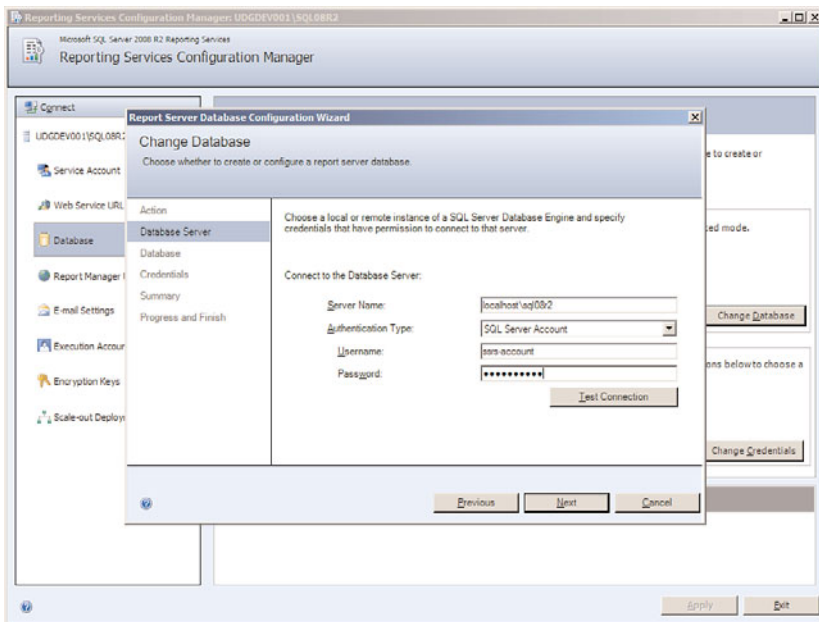 Reporting Services Configuration Manager: UDGDEV001\SQL08R2
Microsoft SQL Server 2008 R2 Reporting Services
Reporting Services Configuration Manager
Connect
UDGDEV001\SQL08R2
Service Account
Web Service URL
Database
Report Manager
E-mail Settings
Execution Accoun
Encryption Keys
Scale-out Deploy
Report Server Database Configuration Wizard
Change Database
Choose whether to create or configure a report server database.
Action
Database Server
Database
Credentials
Summary
Progress and Finish
Choose a local or remote instance of a SQL Server Database Engine and specify
credentials that have permission to connect to that server.
Connect to the Database Server:
Server Name: localhost\sql08r2
Authentication Type: SQL Server Account
Username: ssrs-account
Password: ••••••••••
Test Connection
Previous Next Cancel
e to create or
ed mode.
Change Database
ons below to choose a
Change Credentials
Apply Exit